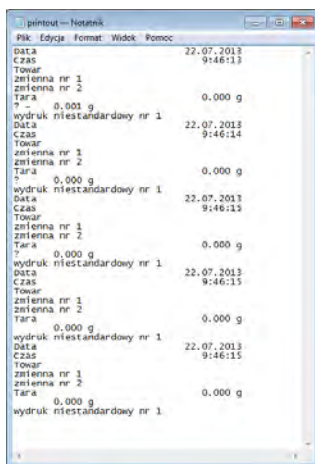 printout — Notatnik
Plik Edycja Format Widok Pomoc
Data 22.07.2013
Czas 9:46:13
Towar
zmienna nr 1
zmienna nr 2
Tara 0.000 g
? - 0.001 g
wydruk niestandardowy nr 1
Data 22.07.2013
Czas 9:46:14
Towar
zmienna nr 1
zmienna nr 2
Tara 0.000 g
? 0.000 g
wydruk niestandardowy nr 1
Data 22.07.2013
Czas 9:46:15
Towar
zmienna nr 1
zmienna nr 2
Tara 0.000 g
? 0.000 g
wydruk niestandardowy nr 1
Data 22.07.2013
Czas 9:46:15
Towar
zmienna nr 1
zmienna nr 2
Tara 0.000 g
0.000 g
wydruk niestandardowy nr 1
Data 22.07.2013
Czas 9:46:15
Towar
zmienna nr 1
zmienna nr 2
Tara 0.000 g
0.000 g
wydruk niestandardowy nr 1